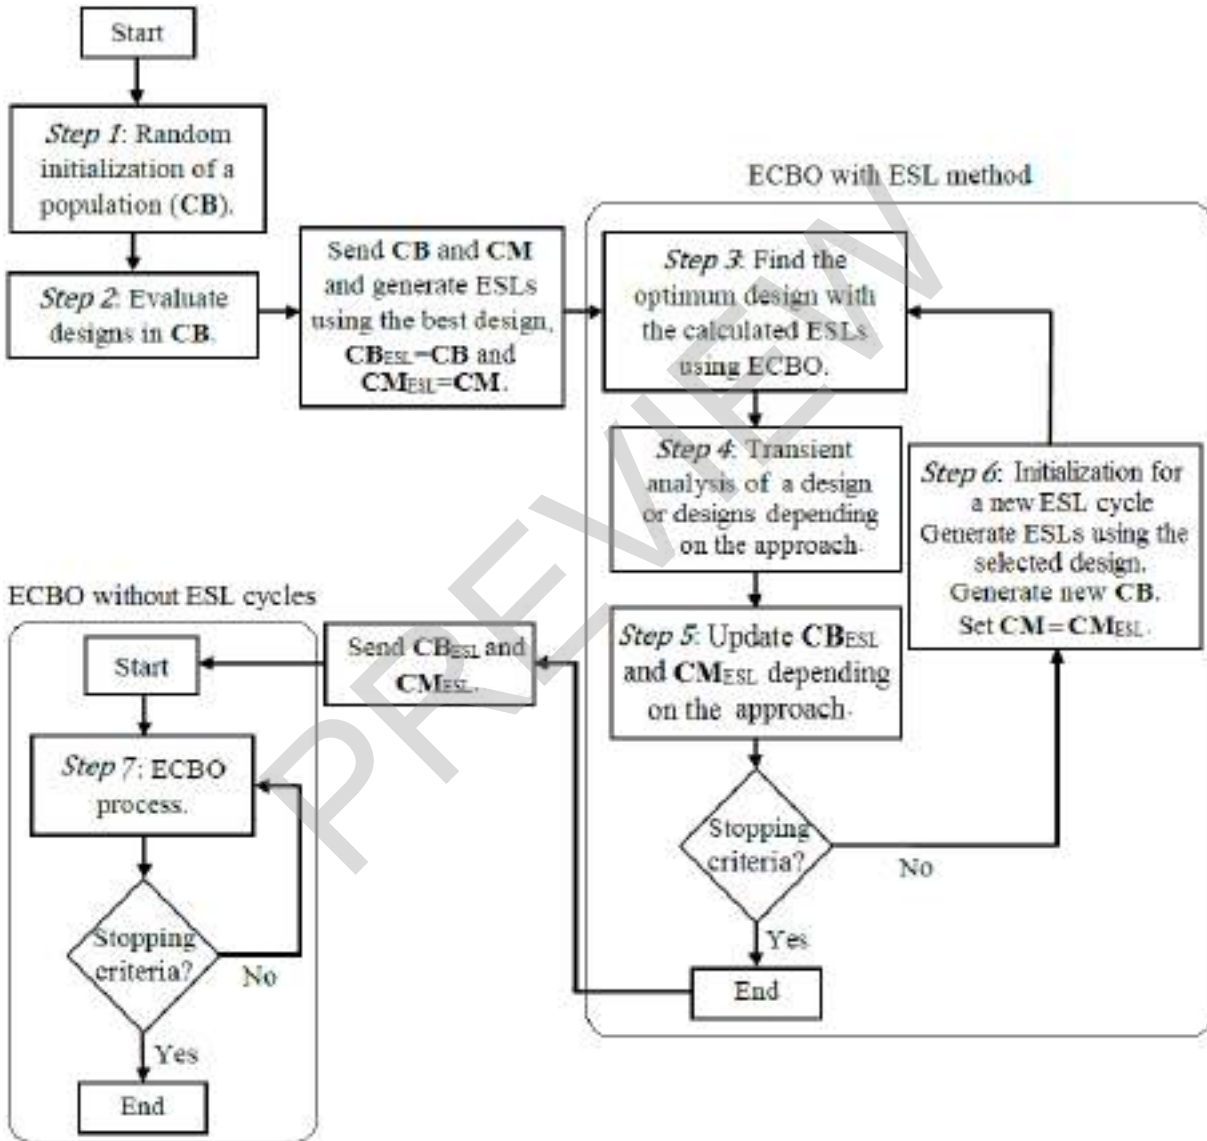 Start
Step 1: Random
initialization of a
population (CB).
Step 2: Evaluate
designs in CB.
Send CB and CM
and generate ESLs
using the best design,
CBESL=CB and
CMESL=CM.
ECBO with ESL method
Step 3: Find the
optimum design with
the calculated ESLs
using ECBO.
Step 4: Transient
analysis of a design
or designs depending
on the approach.
Step 5: Update CBESL
and CMESL depending
on the approach.
Stopping
criteria?
No
Yes
End
Step 6: Initialization for
a new ESL cycle
Generate ESLs using the
selected design.
Generate new CB.
Set CM=CMESL.
Send CBESL and
CMESL.
ECBO without ESL cycles
Start
Step 7: ECBO
process.
Stopping
criteria?
No
Yes
End
PREVIEW